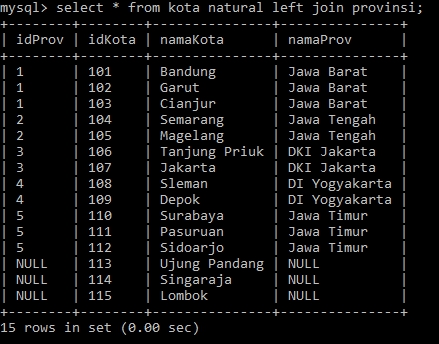 mysql> select * from kota natural left join provinsi;
+--------+--------+---------------+---------------+
| idProv | idKota | namaKota      | namaProv      |
+--------+--------+---------------+---------------+
| 1      | 101    | Bandung       | Jawa Barat    |
| 1      | 102    | Garut         | Jawa Barat    |
| 1      | 103    | Cianjur       | Jawa Barat    |
| 2      | 104    | Semarang      | Jawa Tengah   |
| 2      | 105    | Magelang      | Jawa Tengah   |
| 3      | 106    | Tanjung Priuk | DKI Jakarta   |
| 3      | 107    | Jakarta       | DKI Jakarta   |
| 4      | 108    | Sleman        | DI Yogyakarta |
| 4      | 109    | Depok         | DI Yogyakarta |
| 5      | 110    | Surabaya      | Jawa Timur    |
| 5      | 111    | Pasuruan      | Jawa Timur    |
| 5      | 112    | Sidoarjo      | Jawa Timur    |
| NULL   | 113    | Ujung Pandang | NULL          |
| NULL   | 114    | Singaraja     | NULL          |
| NULL   | 115    | Lombok        | NULL          |
+--------+--------+---------------+---------------+
15 rows in set (0.00 sec)